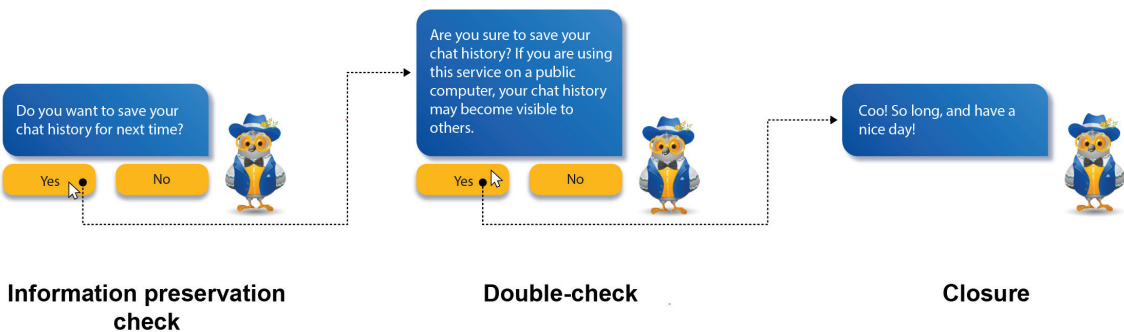 Do you want to save your
chat history for next time?
Yes
No
Are you sure to save your
chat history? If you are using
this service on a public
computer, your chat history
may become visible to
others.
Yes
No
Coo! So long, and have a
nice day!
Information preservation
check
Double-check
Closure